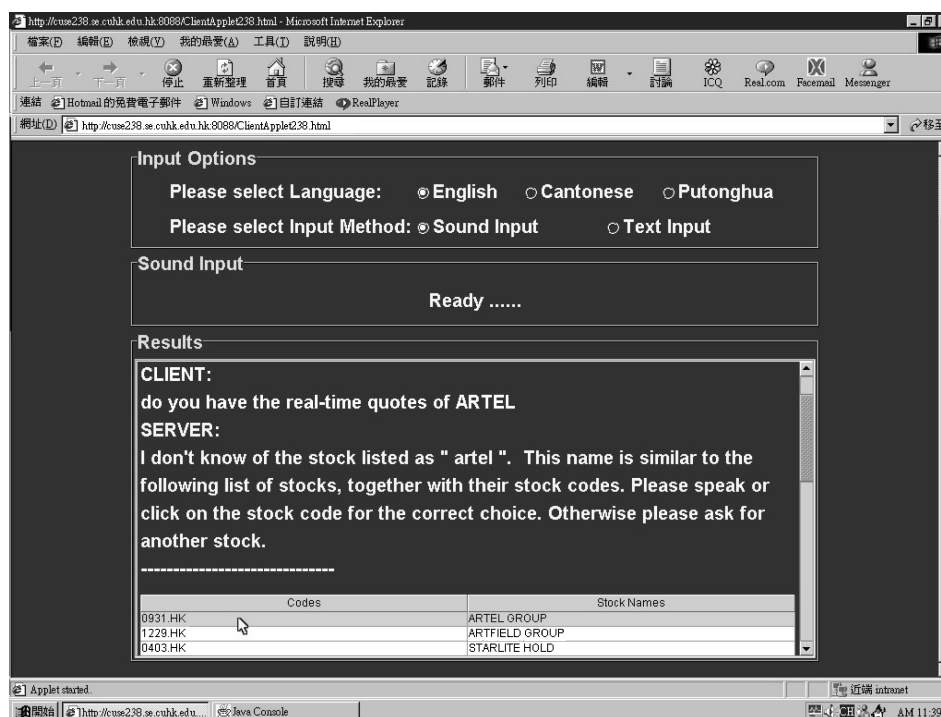 http://cuse238.se.cuhk.edu.hk:8088/ClientApplet238.html - Microsoft Internet Explorer
檔案(F) 編輯(E) 檢視(V) 我的最愛(A) 工具(T) 說明(H)
上一頁 下一頁 停止 重新整理 首頁 搜尋 我的最愛 記錄 郵件 列印 編輯 討論 ICQ Real.com Facemail Messenger
連結 Hotmail 的免費電子郵件 Windows 自訂連結 RealPlayer
網址(D) http://cuse238.se.cuhk.edu.hk:8088/ClientApplet238.html 移至
Input Options
Please select Language: English Cantonese Putonghua
Please select Input Method: Sound Input Text Input
Sound Input
Ready ......
Results
CLIENT:
do you have the real-time quotes of ARTEL
SERVER:
I don't know of the stock listed as " artel ". This name is similar to the
following list of stocks, together with their stock codes. Please speak or
click on the stock code for the correct choice. Otherwise please ask for
another stock.
------------------------------
Codes Stock Names
0931.HK ARTEL GROUP
1229.HK ARTFIELD GROUP
0403.HK STARLITE HOLD
Applet started. 近端 intranet
開始 http://cuse238.se.cuhk.edu.... Java Console CH AM 11:39